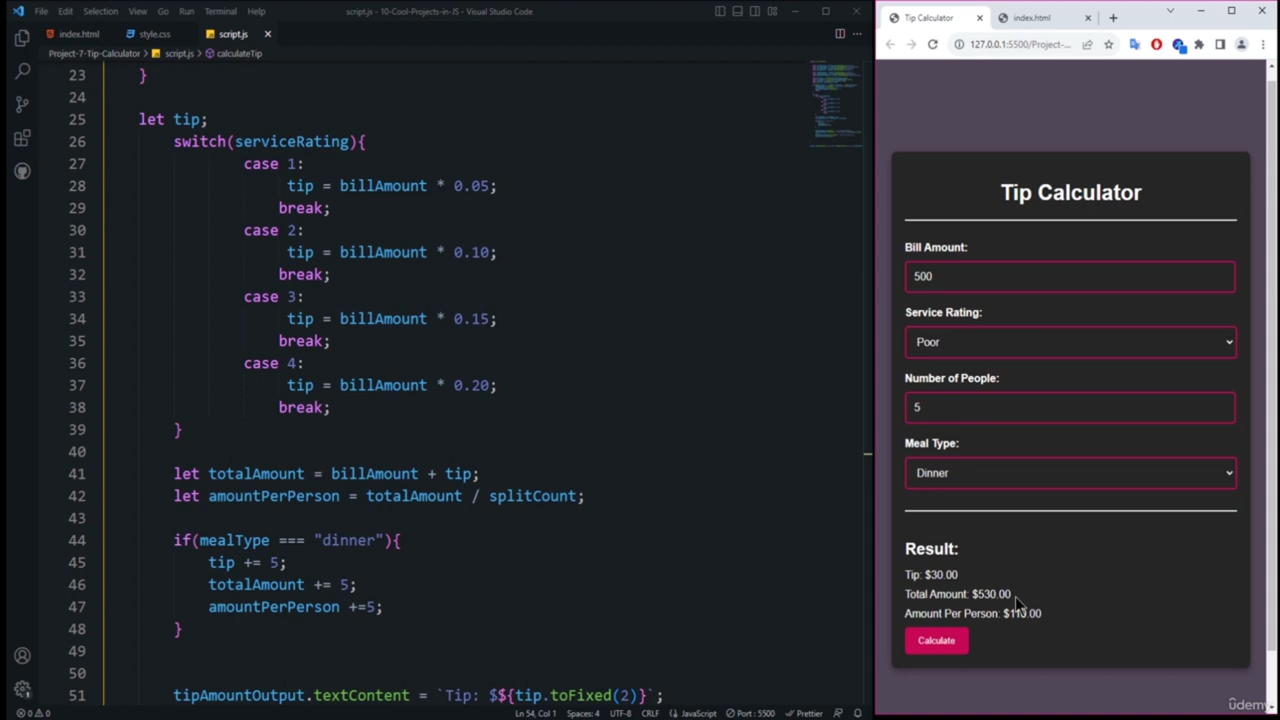 File Edit Selection View Go Run Terminal Help script.js - 10-Cool-Projects-in-JS - Visual Studio Code
index.html style.css script.js
Project-7-Tip-Calculator > script.js > calculateTip
23 }
24
25 let tip;
26 switch(serviceRating){
27 case 1:
28 tip = billAmount * 0.05;
29 break;
30 case 2:
31 tip = billAmount * 0.10;
32 break;
33 case 3:
34 tip = billAmount * 0.15;
35 break;
36 case 4:
37 tip = billAmount * 0.20;
38 break;
39 }
40
41 let totalAmount = billAmount + tip;
42 let amountPerPerson = totalAmount / splitCount;
43
44 if(mealType === "dinner"){
45 tip += 5;
46 totalAmount += 5;
47 amountPerPerson +=5;
48 }
49
50
51 tipAmountOutput.textContent = `Tip: $${tip.toFixed(2)}`;
0 0 Ln 54, Col 1 Spaces: 4 UTF-8 CRLF JavaScript Port : 5500 Prettier
Tip Calculator index.html
127.0.0.1:5500/Project-...
Tip Calculator
Bill Amount:
500
Service Rating:
Poor
Number of People:
5
Meal Type:
Dinner
Result:
Tip: $30.00
Total Amount: $530.00
Amount Per Person: $110.00
Calculate
Udemy